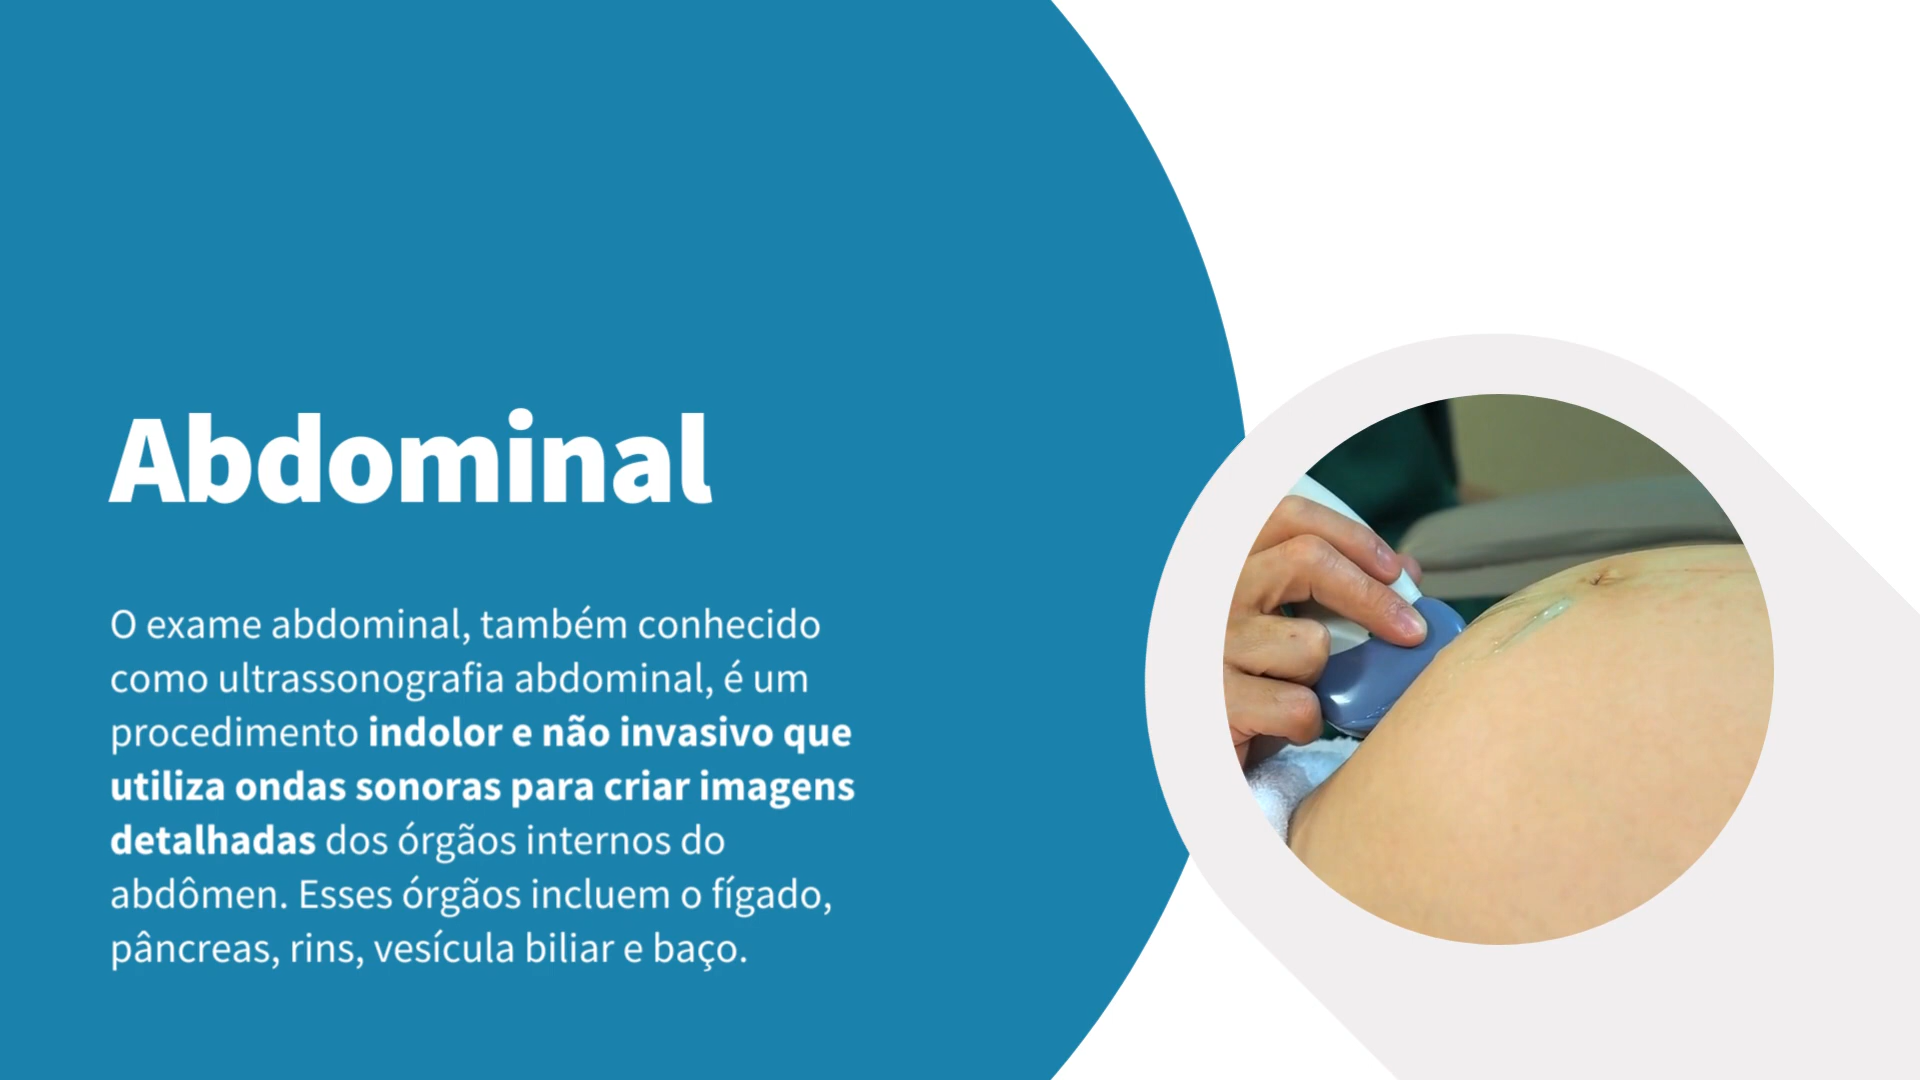 Abdominal
O exame abdominal, também conhecido
como ultrassonografia abdominal, é um
procedimento indolor e não invasivo que
utiliza ondas sonoras para criar imagens
detalhadas dos órgãos internos do
abdômen. Esses órgãos incluem o fígado,
pâncreas, rins, vesícula biliar e baço.